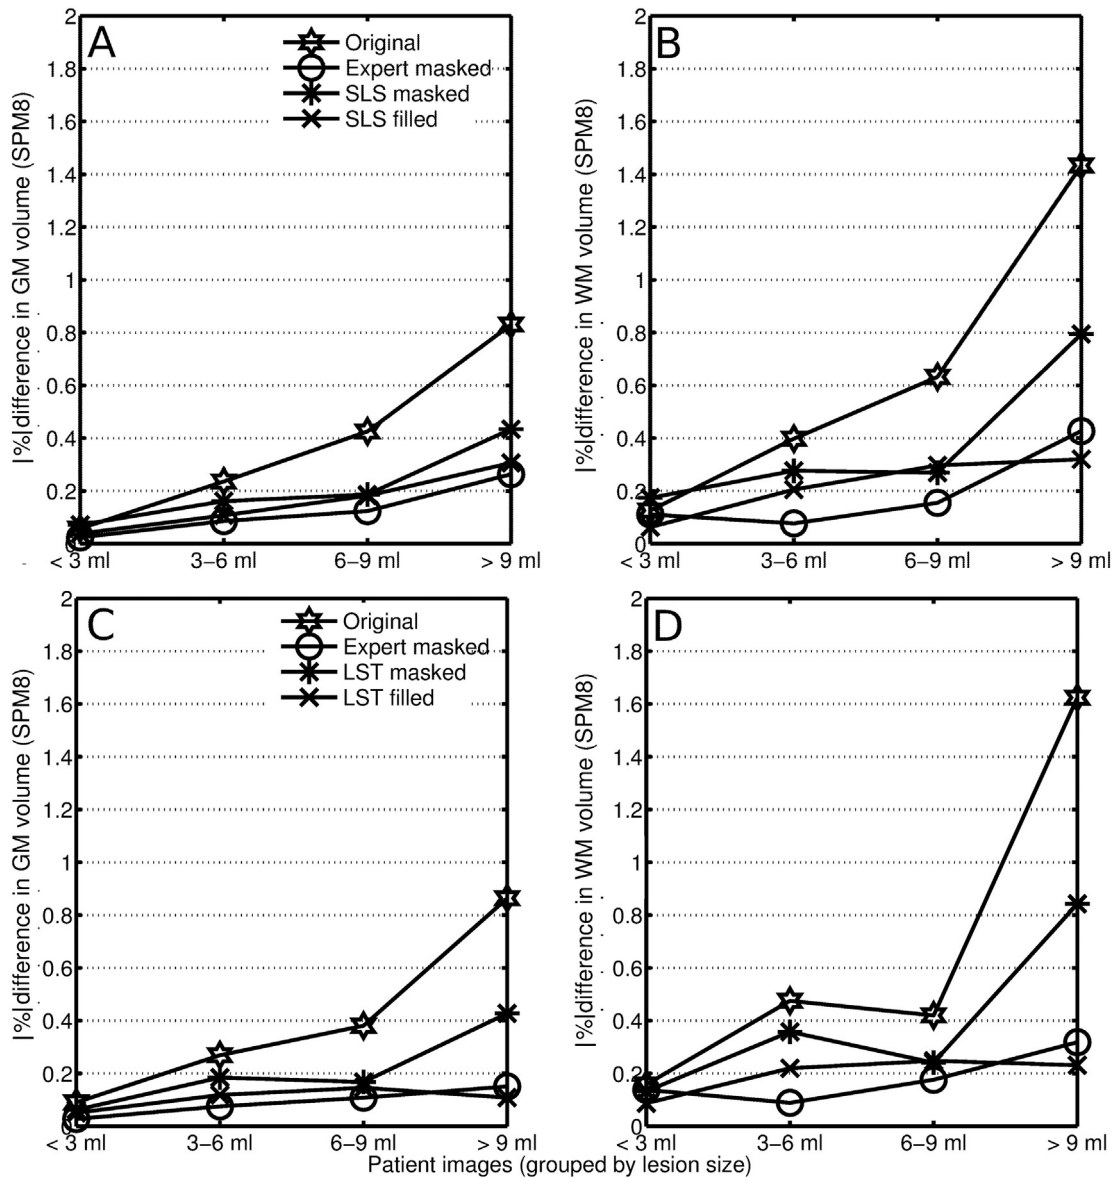 A
Original
Expert masked
SLS masked
SLS filled
|%|difference in GM volume (SPM8)
2
1.8
1.6
1.4
1.2
1
0.8
0.6
0.4
0.2
0
< 3 ml 3–6 ml 6–9 ml > 9 ml
B
|%|difference in WM volume (SPM8)
2
1.8
1.6
1.4
1.2
1
0.8
0.6
0.4
0.2
0
< 3 ml 3–6 ml 6–9 ml > 9 ml
C
Original
Expert masked
LST masked
LST filled
|%|difference in GM volume (SPM8)
2
1.8
1.6
1.4
1.2
1
0.8
0.6
0.4
0.2
0
< 3 ml 3–6 ml 6–9 ml > 9 ml
D
|%|difference in WM volume (SPM8)
2
1.8
1.6
1.4
1.2
1
0.8
0.6
0.4
0.2
0
< 3 ml 3–6 ml 6–9 ml > 9 ml
Patient images (grouped by lesion size)